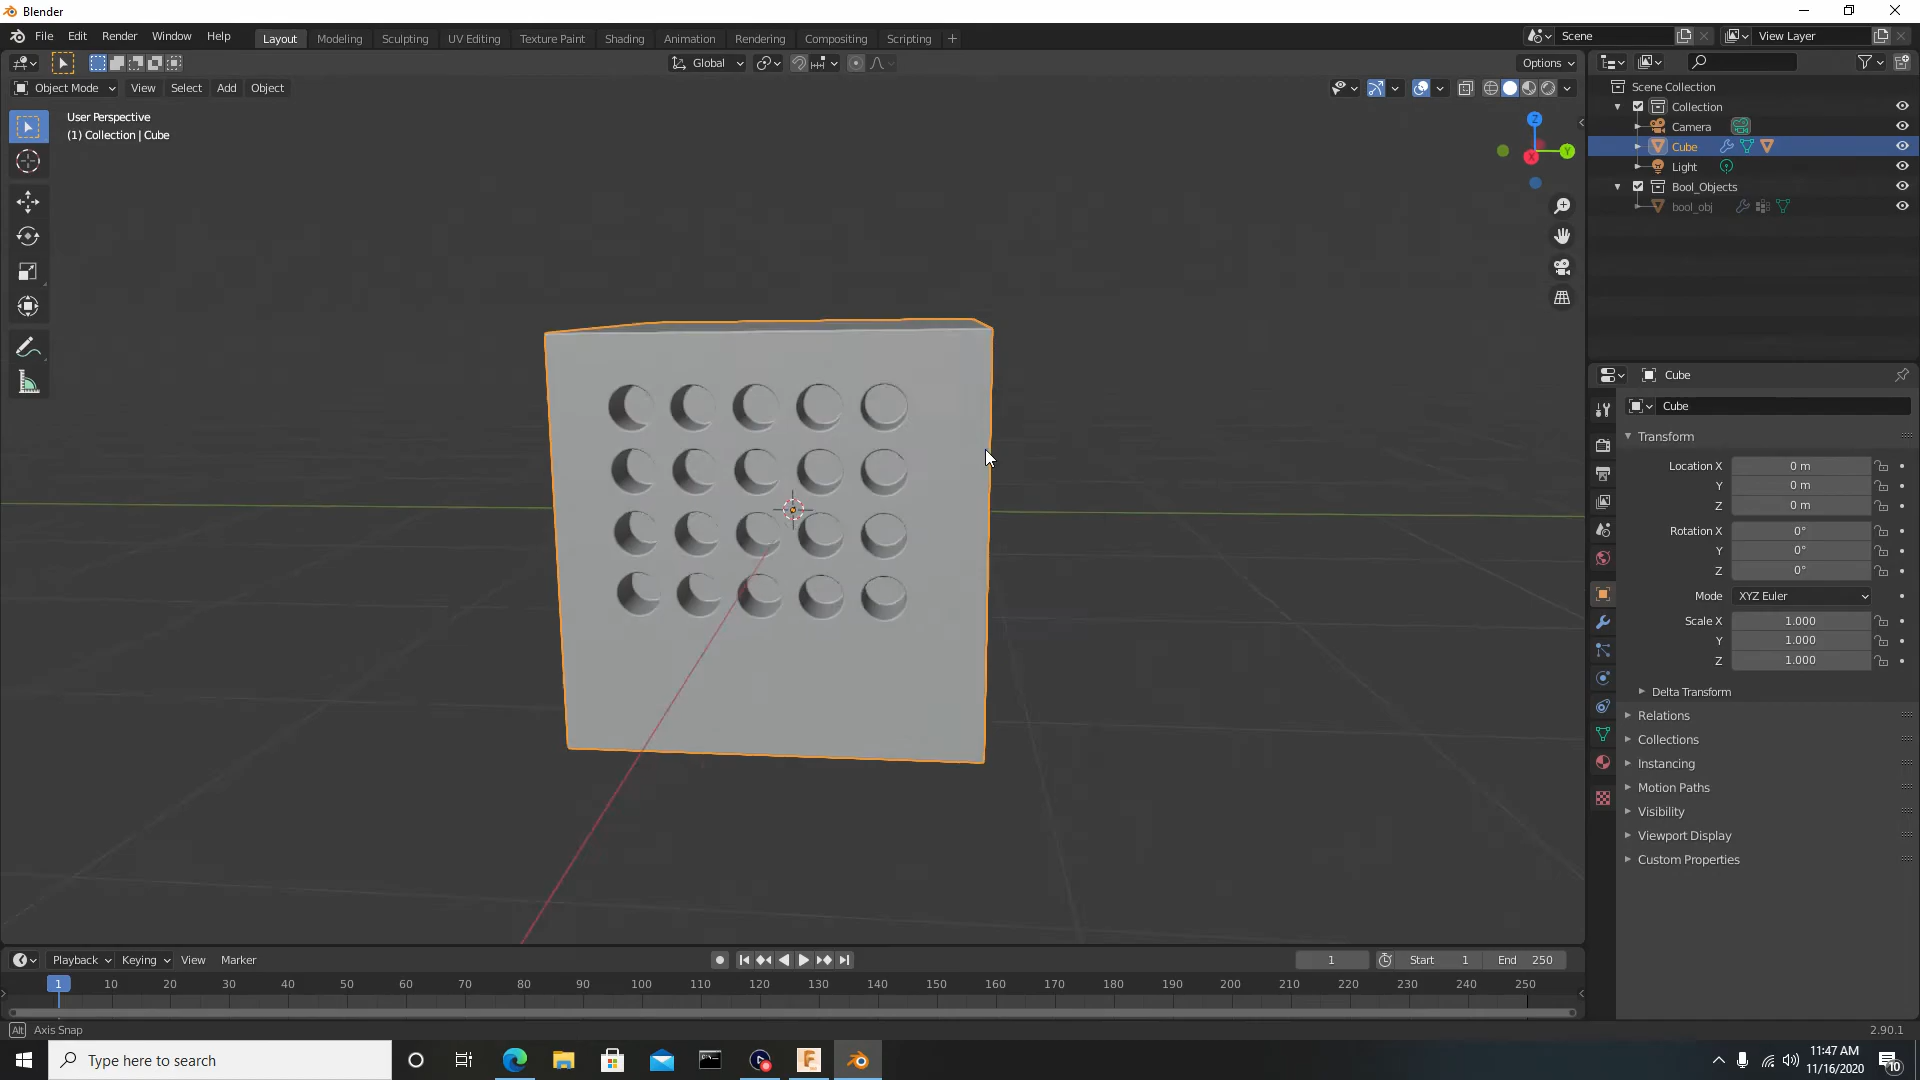 Blender
File Edit Render Window Help
Layout Modeling Sculpting UV Editing Texture Paint Shading Animation Rendering Compositing Scripting +
Scene View Layer
Global
Options
Object Mode View Select Add Object
User Perspective
(1) Collection | Cube
Z
Y
X
Scene Collection
Collection
Camera
Cube
Light
Bool_Objects
bool_obj
Cube
Cube
Transform
Location X 0 m
Y 0 m
Z 0 m
Rotation X 0°
Y 0°
Z 0°
Mode XYZ Euler
Scale X 1.000
Y 1.000
Z 1.000
Delta Transform
Relations
Collections
Instancing
Motion Paths
Visibility
Viewport Display
Custom Properties
Playback Keying View Marker
1 Start 1 End 250
1 10 20 30 40 50 60 70 80 90 100 110 120 130 140 150 160 170 180 190 200 210 220 230 240 250
Alt Axis Snap
2.90.1
Type here to search
11:47 AM
11/16/2020
10